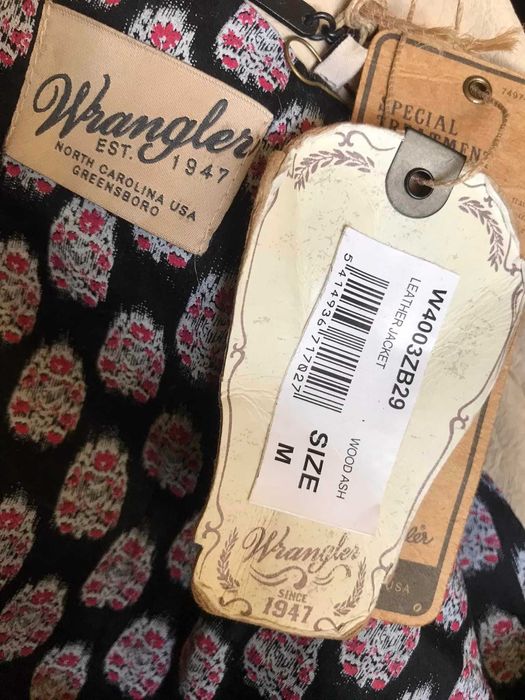 Wrangler
EST. 1947
NORTH CAROLINA USA
GREENSBORO
SPECIAL
W4003ZB29
LEATHER JACKET
5414936717027
WOODASH
SIZE
M
Wrangler
SINCE
1947
USA